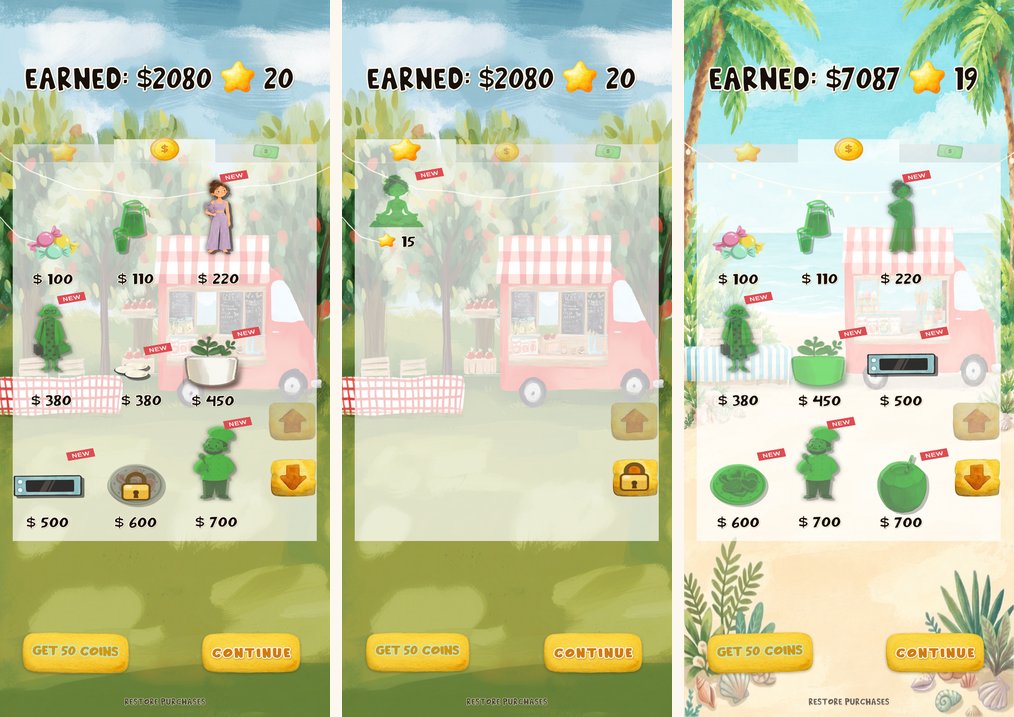 EARNED: $2080 20
NEW
$ 100 $ 110 $ 220
NEW
NEW NEW
$ 380 $ 380 $ 450
NEW NEW
$ 500 $ 600 $ 700
GET 50 COINS CONTINUE
RESTORE PURCHASES
EARNED: $2080 20
NEW
15
GET 50 COINS CONTINUE
RESTORE PURCHASES
EARNED: $7087 19
NEW
$ 100 $ 110 $ 220
NEW
NEW NEW
$ 380 $ 450 $ 500
NEW NEW
$ 600 $ 700 $ 700
GET 50 COINS CONTINUE
RESTORE PURCHASES